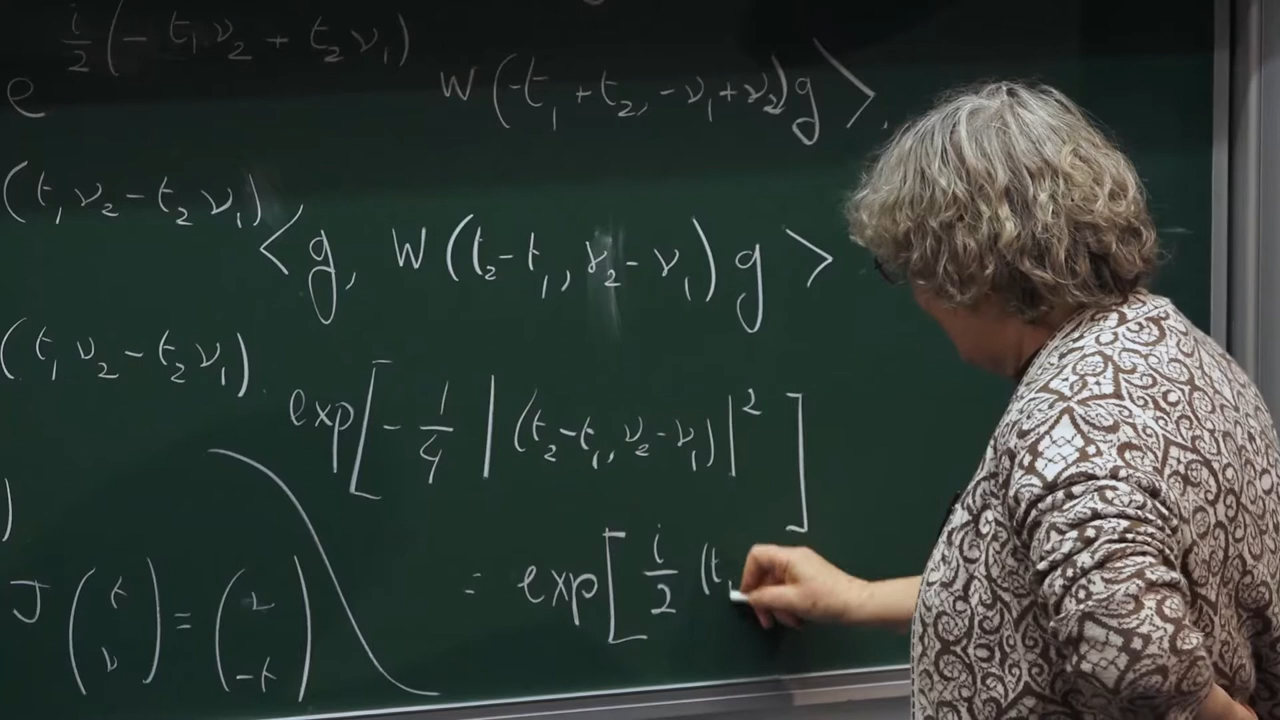 e^{i/2(-t₁ν₂ + t₂ν₁)} W(-t₁+t₂, -ν₁+ν₂)g⟩.
(t₁ν₂-t₂ν₁) <g, W(t₂-t₁, ν₂-ν₁)g>
(t₁ν₂-t₂ν₁). exp[-1/4 |(t₂-t₁, ν₂-ν₁)|²]
)
= exp[i/2 (t₁
J(t ν) = (ν -t)